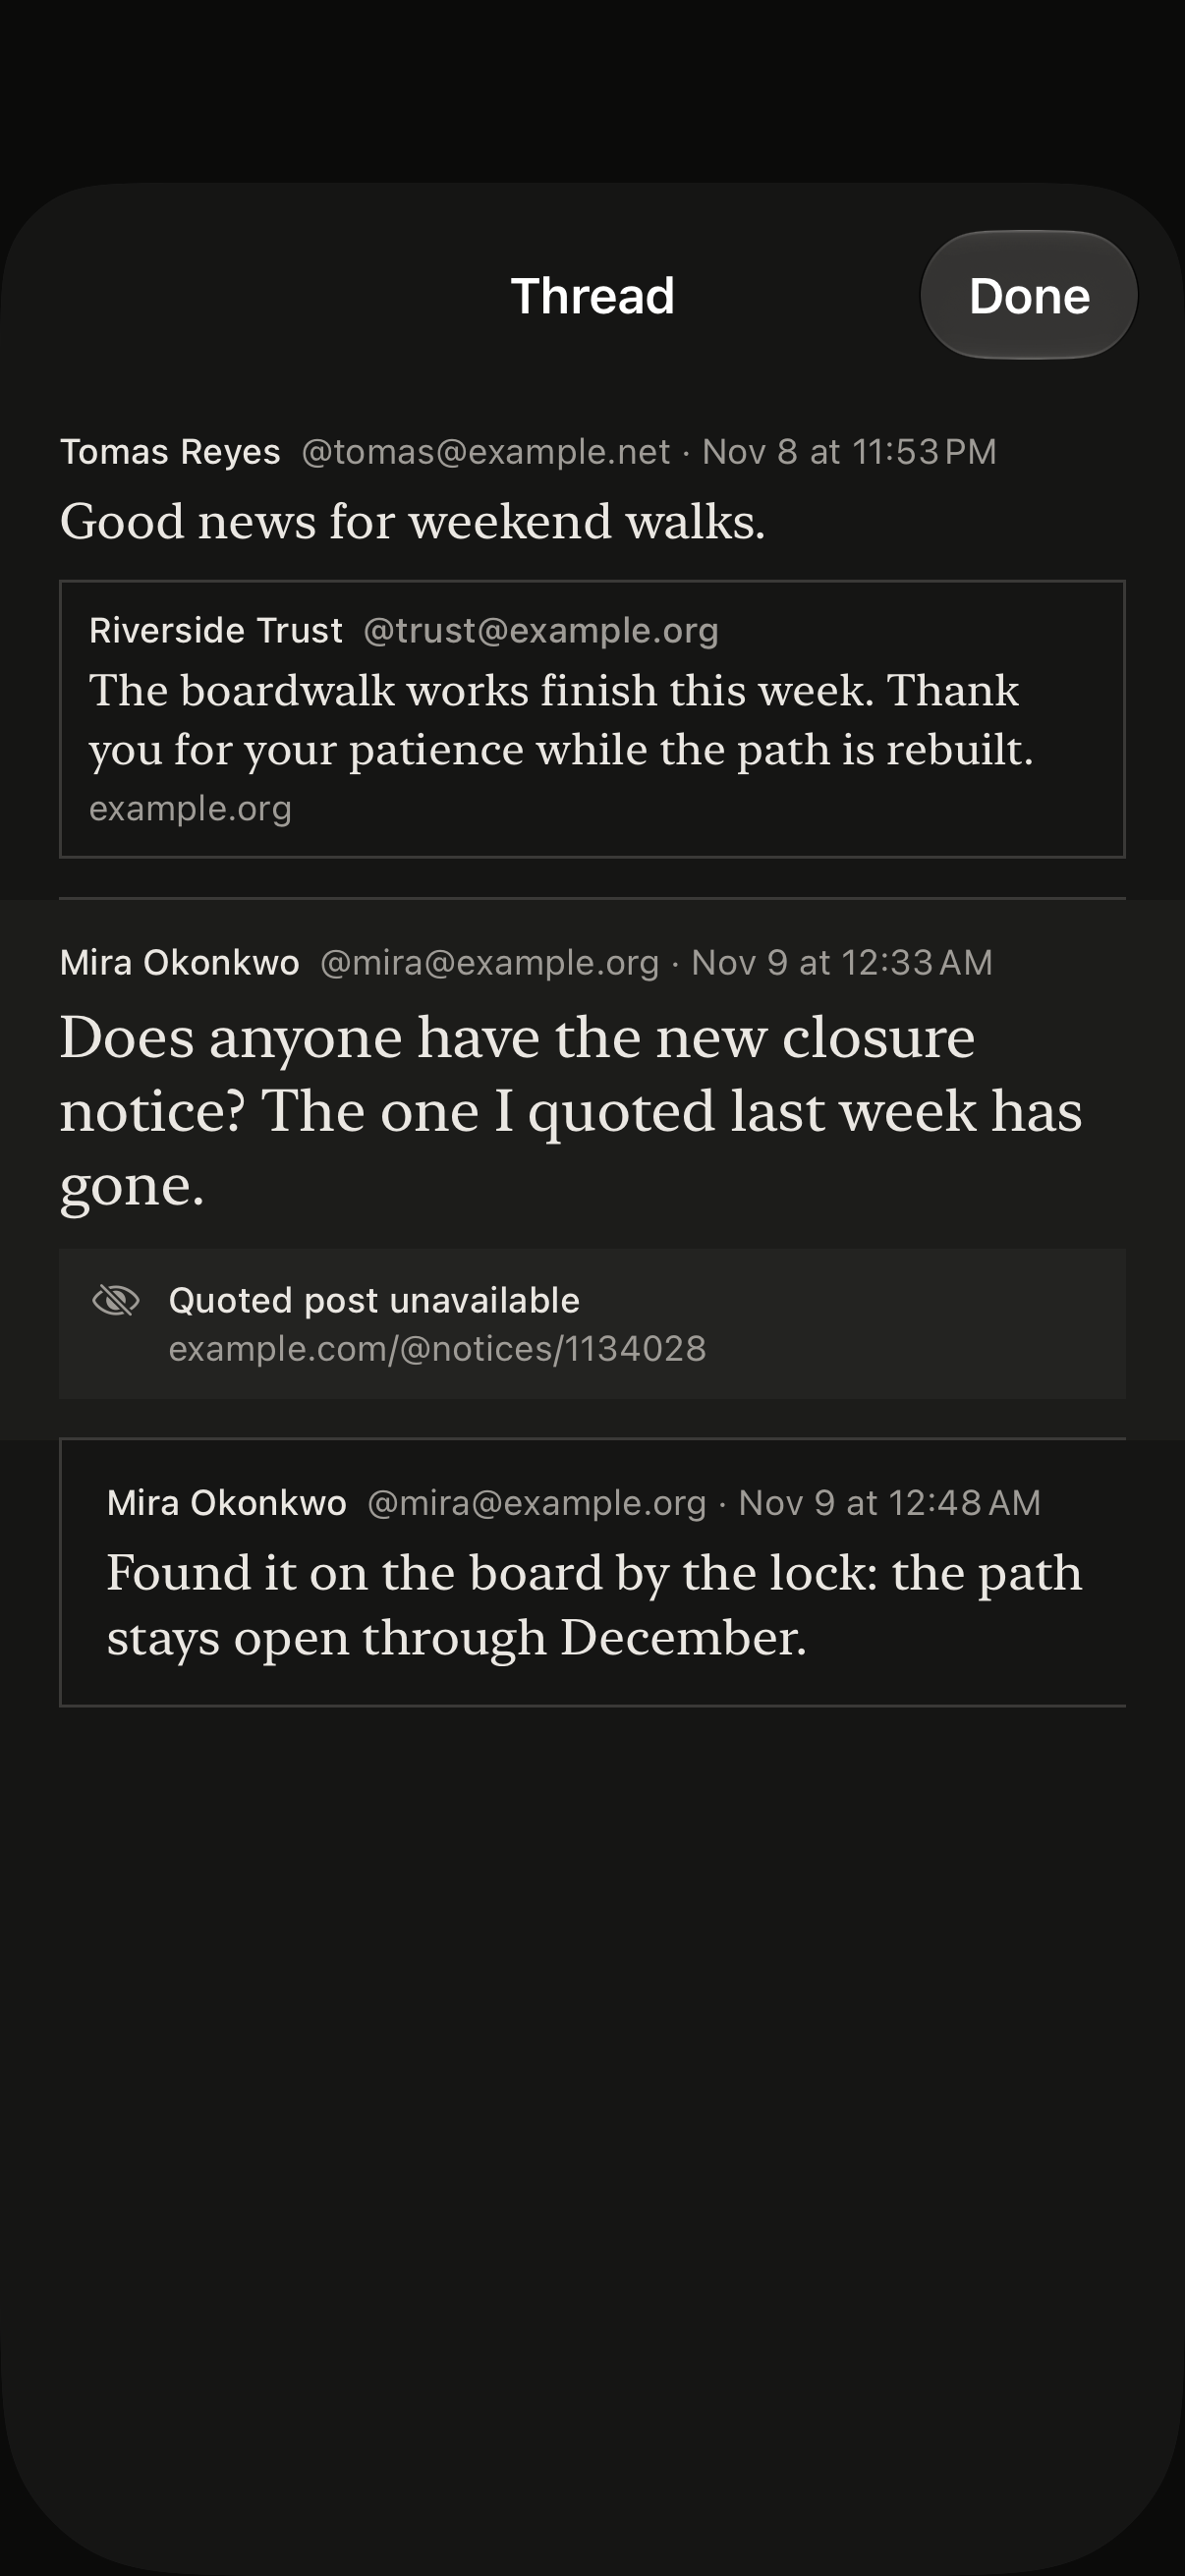 Thread
Done
Tomas Reyes @tomas@example.net · Nov 8 at 11:53 PM
Good news for weekend walks.
Riverside Trust @trust@example.org
The boardwalk works finish this week. Thank
you for your patience while the path is rebuilt.
example.org
Mira Okonkwo @mira@example.org · Nov 9 at 12:33 AM
Does anyone have the new closure
notice? The one I quoted last week has
gone.
Quoted post unavailable
example.com/@notices/1134028
Mira Okonkwo @mira@example.org · Nov 9 at 12:48 AM
Found it on the board by the lock: the path
stays open through December.